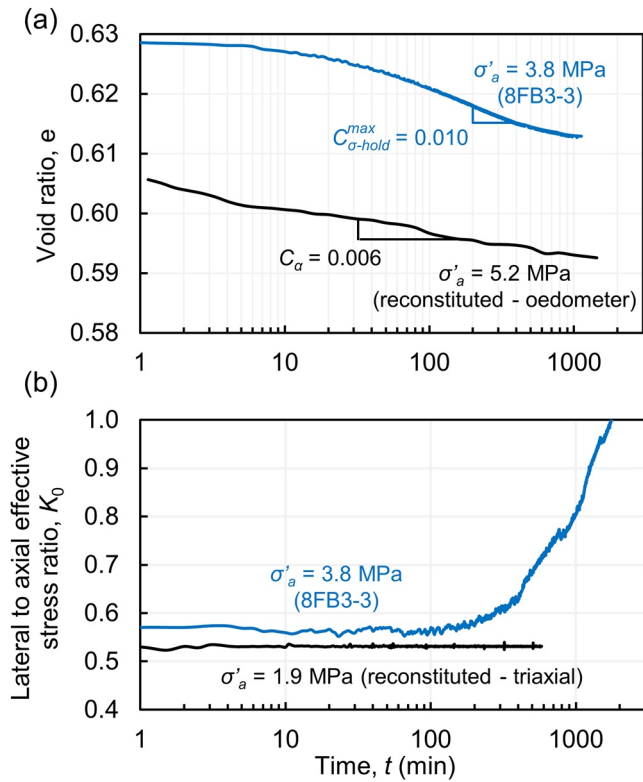 (a)
0.63
0.62
0.61
0.60
0.59
0.58
Void ratio, e
σ'a = 3.8 MPa
(8FB3-3)
Cσ-hold^max = 0.010
Cα = 0.006
σ'a = 5.2 MPa
(reconstituted - oedometer)
1 10 100 1000
(b)
1.0
0.9
0.8
0.7
0.6
0.5
0.4
Lateral to axial effective
stress ratio, K0
σ'a = 3.8 MPa
(8FB3-3)
σ'a = 1.9 MPa (reconstituted - triaxial)
1 10 100 1000
Time, t (min)